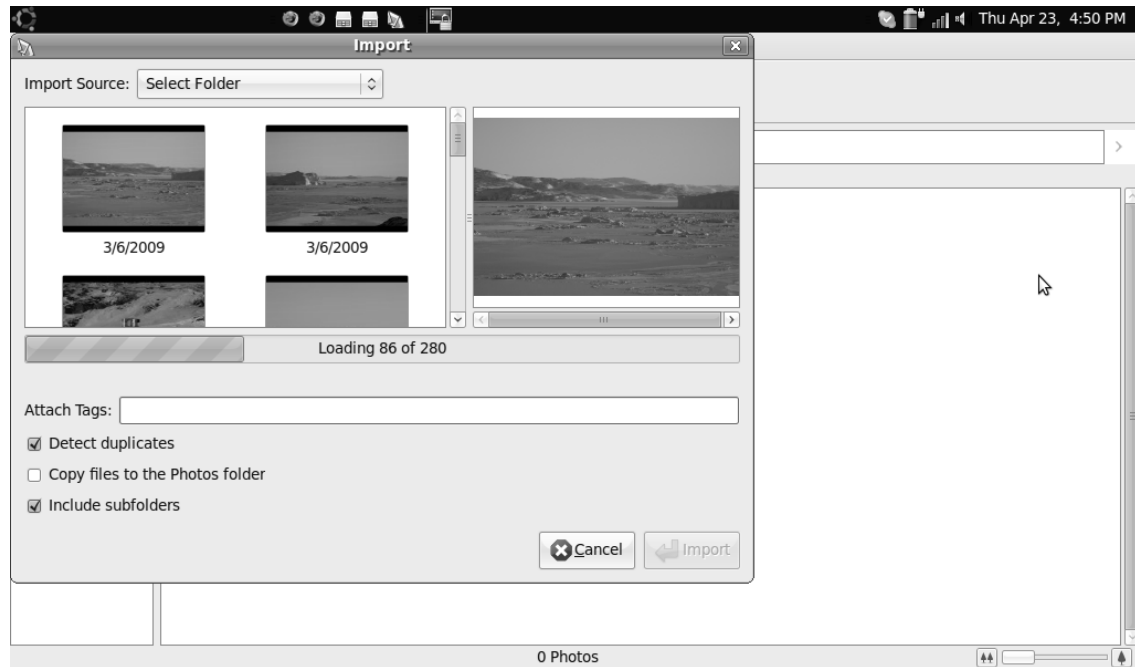 Thu Apr 23, 4:50 PM
Import
Import Source: Select Folder
3/6/2009
3/6/2009
Loading 86 of 280
Attach Tags:
Detect duplicates
Copy files to the Photos folder
Include subfolders
Cancel
Import
0 Photos